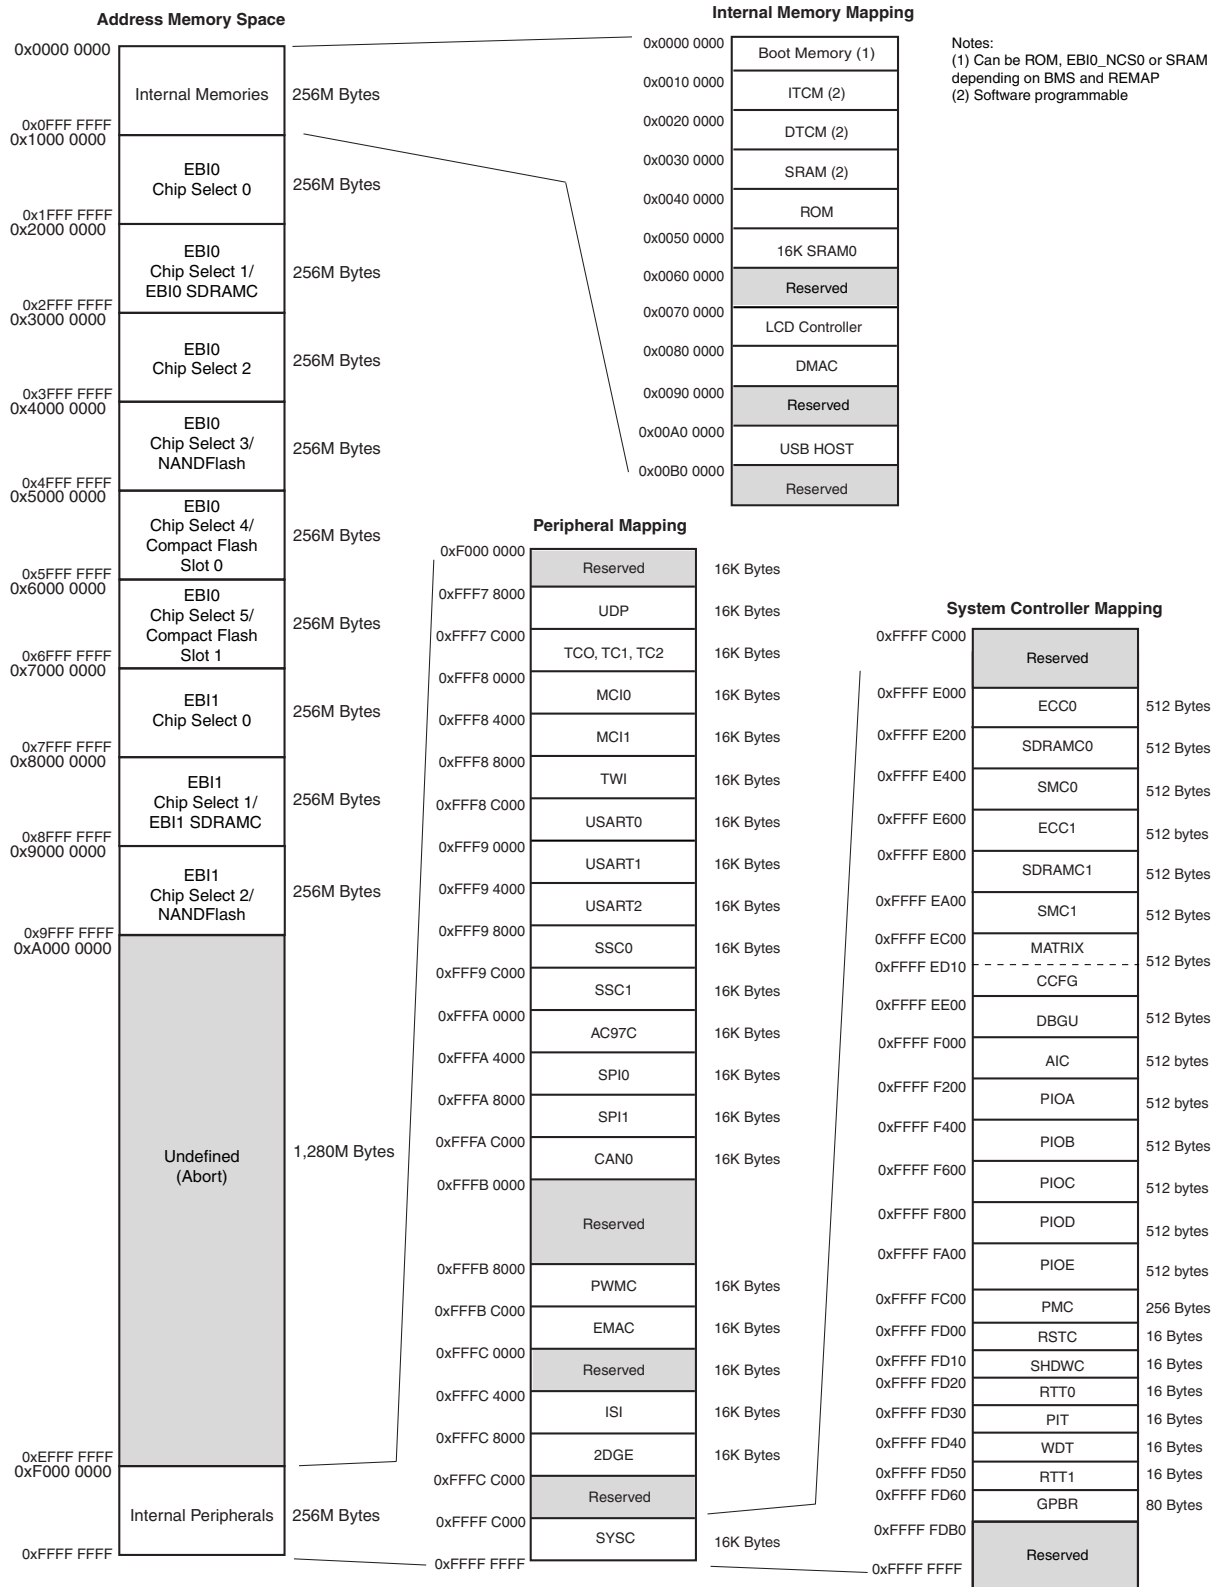 Address Memory Space
0x0000 0000
Internal Memories
256M Bytes
0x0FFF FFFF
0x1000 0000
EBI0
Chip Select 0
256M Bytes
0x1FFF FFFF
0x2000 0000
EBI0
Chip Select 1/
EBI0 SDRAMC
256M Bytes
0x2FFF FFFF
0x3000 0000
EBI0
Chip Select 2
256M Bytes
0x3FFF FFFF
0x4000 0000
EBI0
Chip Select 3/
NANDFlash
256M Bytes
0x4FFF FFFF
0x5000 0000
EBI0
Chip Select 4/
Compact Flash
Slot 0
256M Bytes
0x5FFF FFFF
0x6000 0000
EBI0
Chip Select 5/
Compact Flash
Slot 1
256M Bytes
0x6FFF FFFF
0x7000 0000
EBI1
Chip Select 0
256M Bytes
0x7FFF FFFF
0x8000 0000
EBI1
Chip Select 1/
EBI1 SDRAMC
256M Bytes
0x8FFF FFFF
0x9000 0000
EBI1
Chip Select 2/
NANDFlash
256M Bytes
0x9FFF FFFF
0xA000 0000
Undefined
(Abort)
1,280M Bytes
0xEFFF FFFF
0xF000 0000
Internal Peripherals
256M Bytes
0xFFFF FFFF
Internal Memory Mapping
0x0000 0000
Boot Memory (1)
0x0010 0000
ITCM (2)
0x0020 0000
DTCM (2)
0x0030 0000
SRAM (2)
0x0040 0000
ROM
0x0050 0000
16K SRAM0
0x0060 0000
Reserved
0x0070 0000
LCD Controller
0x0080 0000
DMAC
0x0090 0000
Reserved
0x00A0 0000
USB HOST
0x00B0 0000
Reserved
Notes:
(1) Can be ROM, EBI0_NCS0 or SRAM
depending on BMS and REMAP
(2) Software programmable
Peripheral Mapping
0xF000 0000
Reserved
16K Bytes
0xFFF7 8000
UDP
16K Bytes
0xFFF7 C000
TCO, TC1, TC2
16K Bytes
0xFFF8 0000
MCI0
16K Bytes
0xFFF8 4000
MCI1
16K Bytes
0xFFF8 8000
TWI
16K Bytes
0xFFF8 C000
USART0
16K Bytes
0xFFF9 0000
USART1
16K Bytes
0xFFF9 4000
USART2
16K Bytes
0xFFF9 8000
SSC0
16K Bytes
0xFFF9 C000
SSC1
16K Bytes
0xFFFA 0000
AC97C
16K Bytes
0xFFFA 4000
SPI0
16K Bytes
0xFFFA 8000
SPI1
16K Bytes
0xFFFA C000
CAN0
16K Bytes
0xFFFB 0000
Reserved
0xFFFB 8000
PWMC
16K Bytes
0xFFFB C000
EMAC
16K Bytes
0xFFFC 0000
Reserved
16K Bytes
0xFFFC 4000
ISI
16K Bytes
0xFFFC 8000
2DGE
16K Bytes
0xFFFC C000
Reserved
0xFFFF C000
SYSC
16K Bytes
0xFFFF FFFF
System Controller Mapping
0xFFFF C000
Reserved
0xFFFF E000
ECC0
512 Bytes
0xFFFF E200
SDRAMC0
512 Bytes
0xFFFF E400
SMC0
512 Bytes
0xFFFF E600
ECC1
512 bytes
0xFFFF E800
SDRAMC1
512 Bytes
0xFFFF EA00
SMC1
512 Bytes
0xFFFF EC00
MATRIX
512 Bytes
0xFFFF ED10
CCFG
0xFFFF EE00
DBGU
512 Bytes
0xFFFF F000
AIC
512 bytes
0xFFFF F200
PIOA
512 bytes
0xFFFF F400
PIOB
512 Bytes
0xFFFF F600
PIOC
512 bytes
0xFFFF F800
PIOD
512 bytes
0xFFFF FA00
PIOE
512 bytes
0xFFFF FC00
PMC
256 Bytes
0xFFFF FD00
RSTC
16 Bytes
0xFFFF FD10
SHDWC
16 Bytes
0xFFFF FD20
RTT0
16 Bytes
0xFFFF FD30
PIT
16 Bytes
0xFFFF FD40
WDT
16 Bytes
0xFFFF FD50
RTT1
16 Bytes
0xFFFF FD60
GPBR
80 Bytes
0xFFFF FDB0
Reserved
0xFFFF FFFF